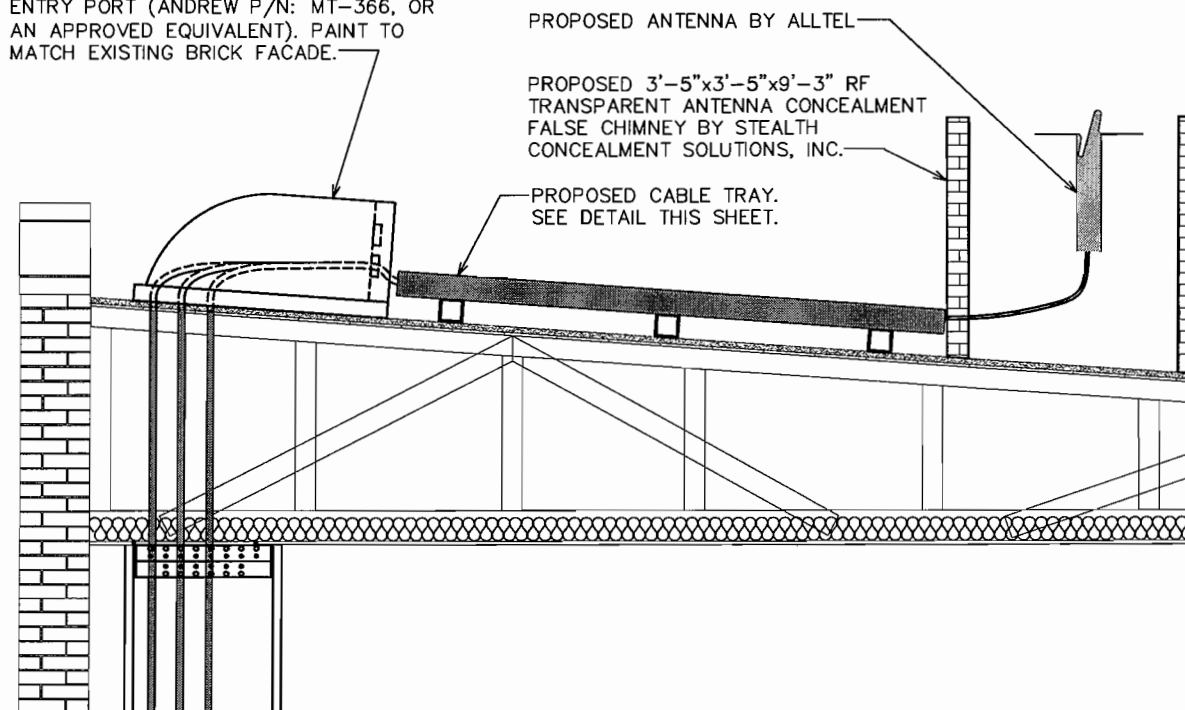 ENTRY PORT (ANDREW P/N: MT-366, OR
AN APPROVED EQUIVALENT). PAINT TO
MATCH EXISTING BRICK FACADE.
PROPOSED ANTENNA BY ALLTEL
PROPOSED 3'-5"x3'-5"x9'-3" RF
TRANSPARENT ANTENNA CONCEALMENT
FALSE CHIMNEY BY STEALTH
CONCEALMENT SOLUTIONS, INC.
PROPOSED CABLE TRAY.
SEE DETAIL THIS SHEET.